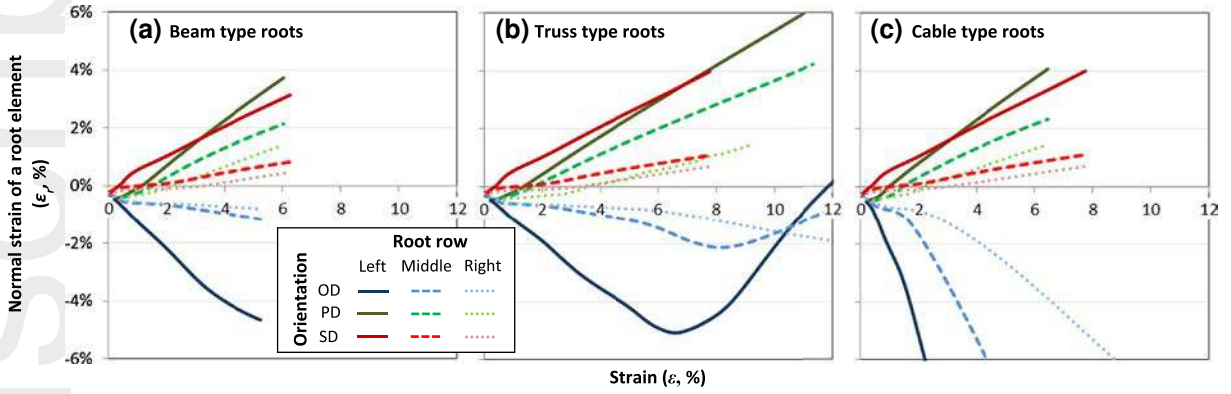 (a) Beam type roots
(b) Truss type roots
(c) Cable type roots
Normal strain of a root element
(εr, %)
6%
4%
2%
0%
-2%
-4%
-6%
0 2 4 6 8 10 12
0 2 4 6 8 10 12
0 2 4 6 8 10 12
Root row
Orientation
Left Middle Right
OD
PD
SD
Strain (ε, %)